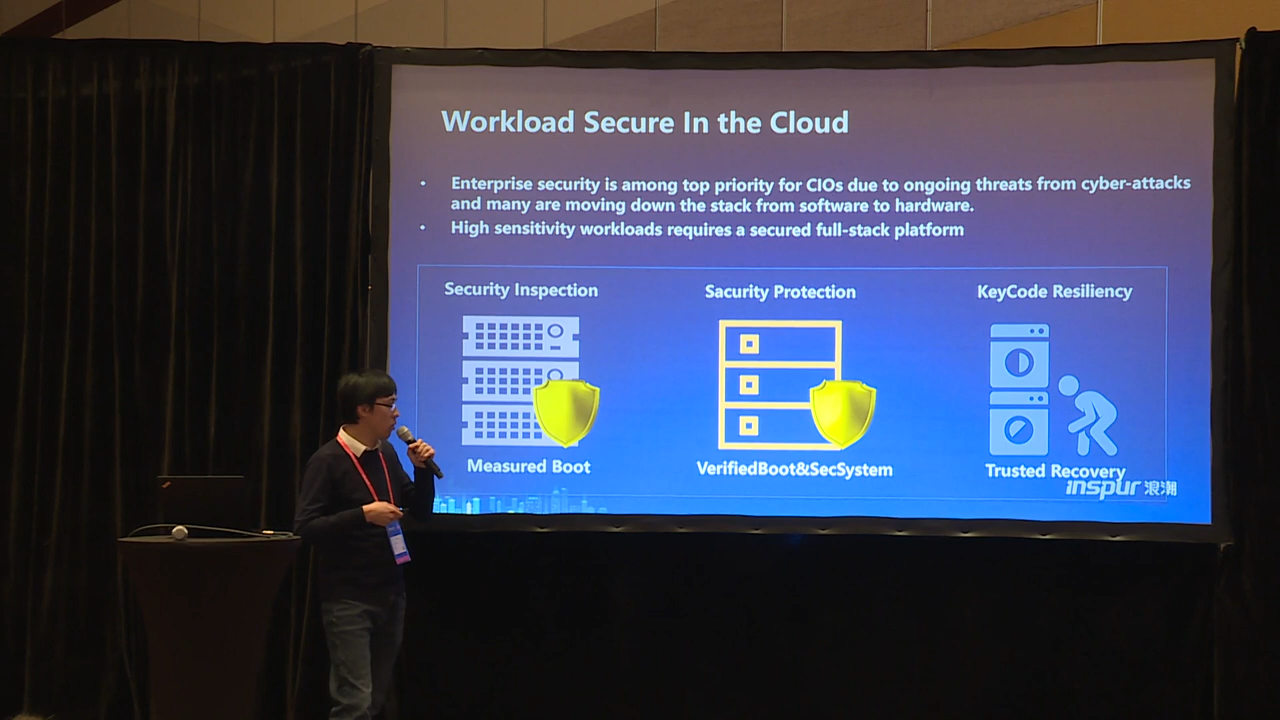 Workload Secure In the Cloud
• Enterprise security is among top priority for CIOs due to ongoing threats from cyber-attacks
and many are moving down the stack from software to hardware.
• High sensitivity workloads requires a secured full-stack platform
Security Inspection
Sacurity Protection
KeyCode Resiliency
Measured Boot
VerifiedBoot&SecSystem
Trusted Recovery
inspur 浪潮